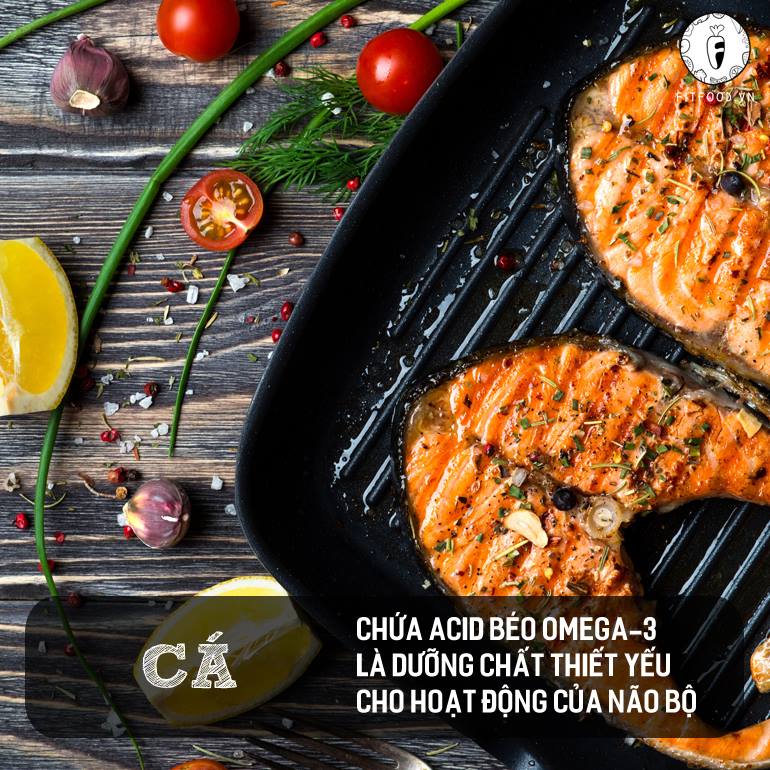 F
FITFOOD.VN
CÁ
CHỨA ACID BÉO OMEGA-3
LÀ DƯỠNG CHẤT THIẾT YẾU
CHO HOẠT ĐỘNG CỦA NÃO BỘ